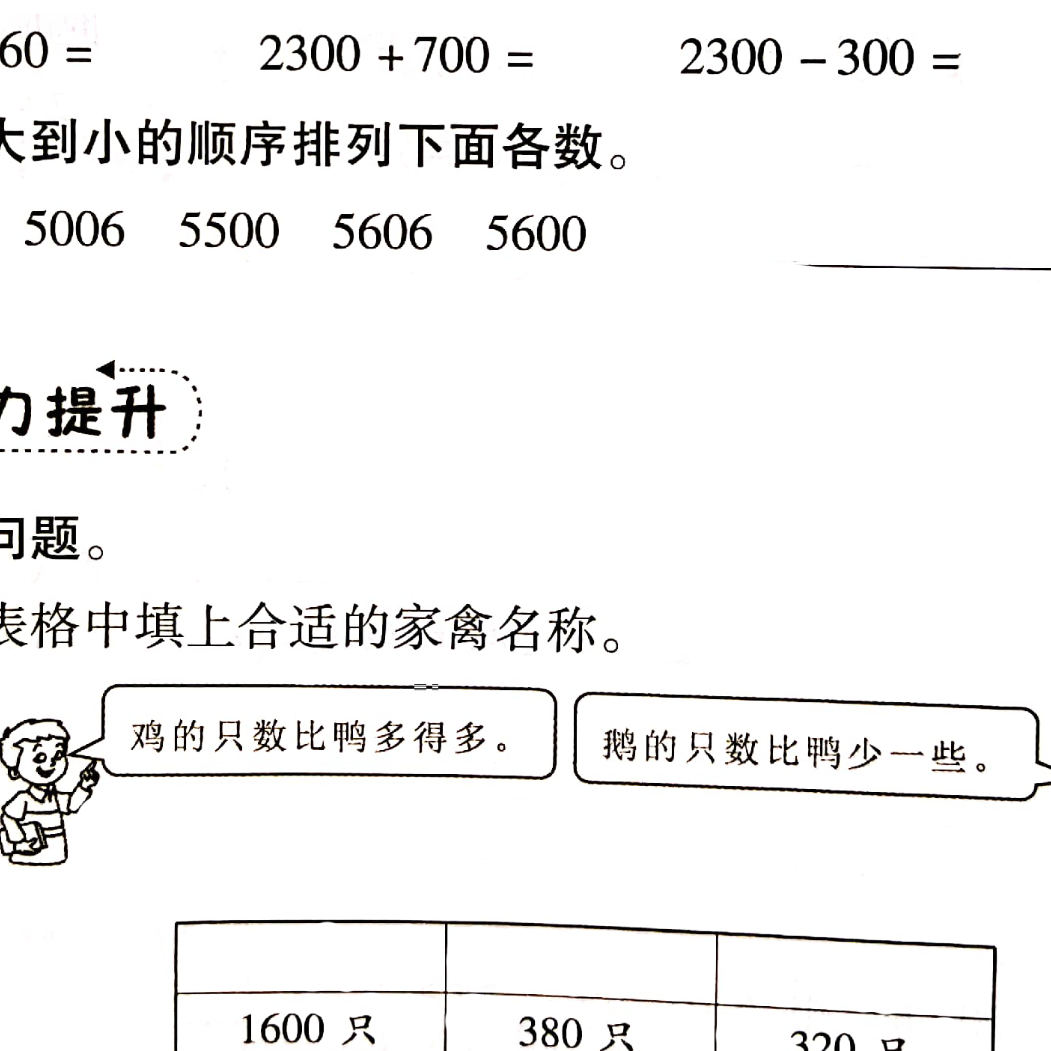 60 = 2300 + 700 = 2300 − 300 =
大到小的顺序排列下面各数。
5006 5500 5606 5600
力提升
问题。
表格中填上合适的家禽名称。
鸡的只数比鸭多得多。
鹅的只数比鸭少一些。
1600 只 380 只 320 只